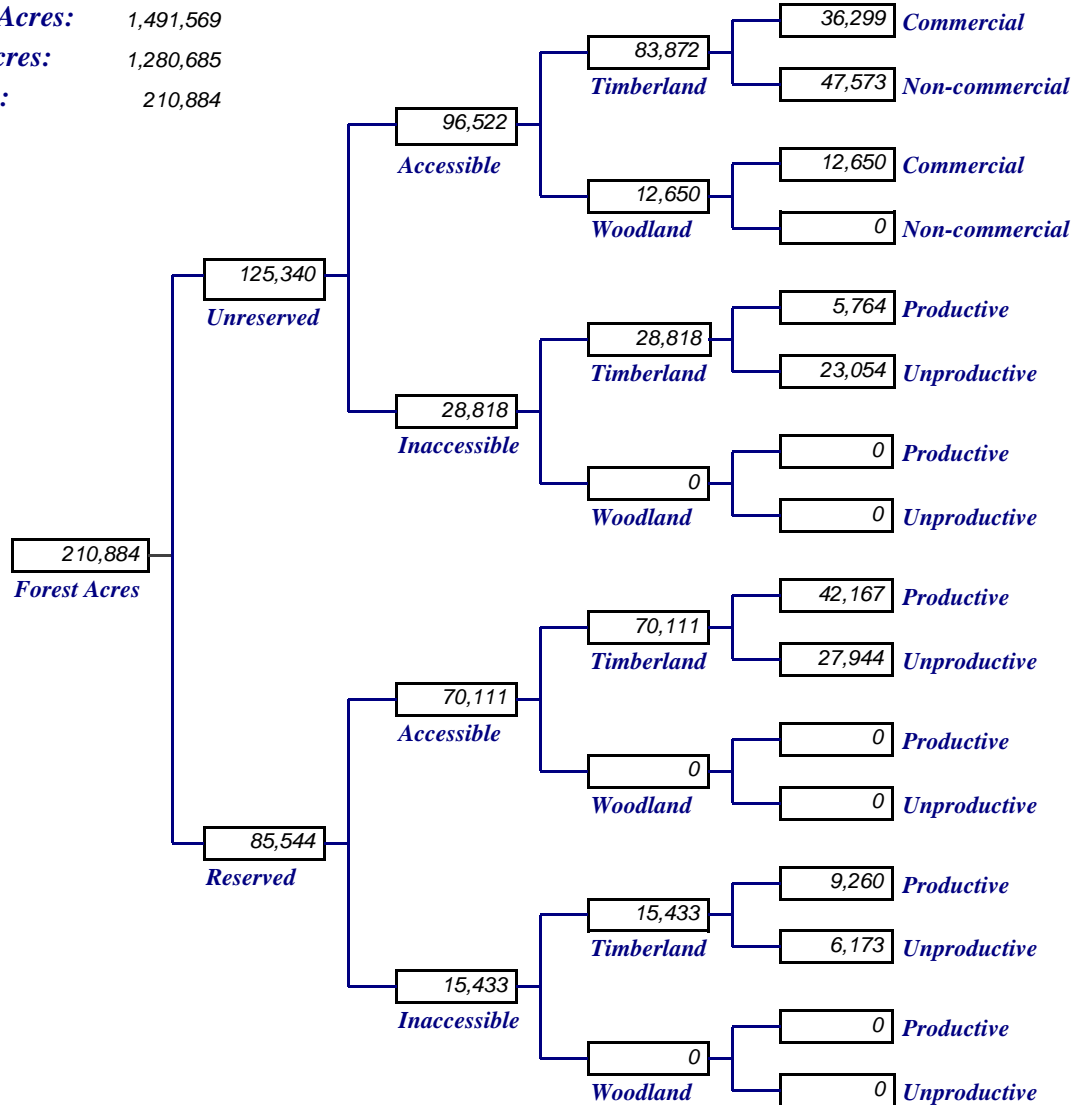 Acres: 1,491,569
cres: 1,280,685
: 210,884
36,299 Commercial
83,872
Timberland
47,573 Non-commercial
96,522
Accessible
12,650 Commercial
12,650
Woodland
0 Non-commercial
125,340
Unreserved
5,764 Productive
28,818
Timberland
23,054 Unproductive
28,818
Inaccessible
0 Productive
0
Woodland
0 Unproductive
210,884
Forest Acres
42,167 Productive
70,111
Timberland
27,944 Unproductive
70,111
Accessible
0 Productive
0
Woodland
0 Unproductive
85,544
Reserved
9,260 Productive
15,433
Timberland
6,173 Unproductive
15,433
Inaccessible
0 Productive
0
Woodland
0 Unproductive